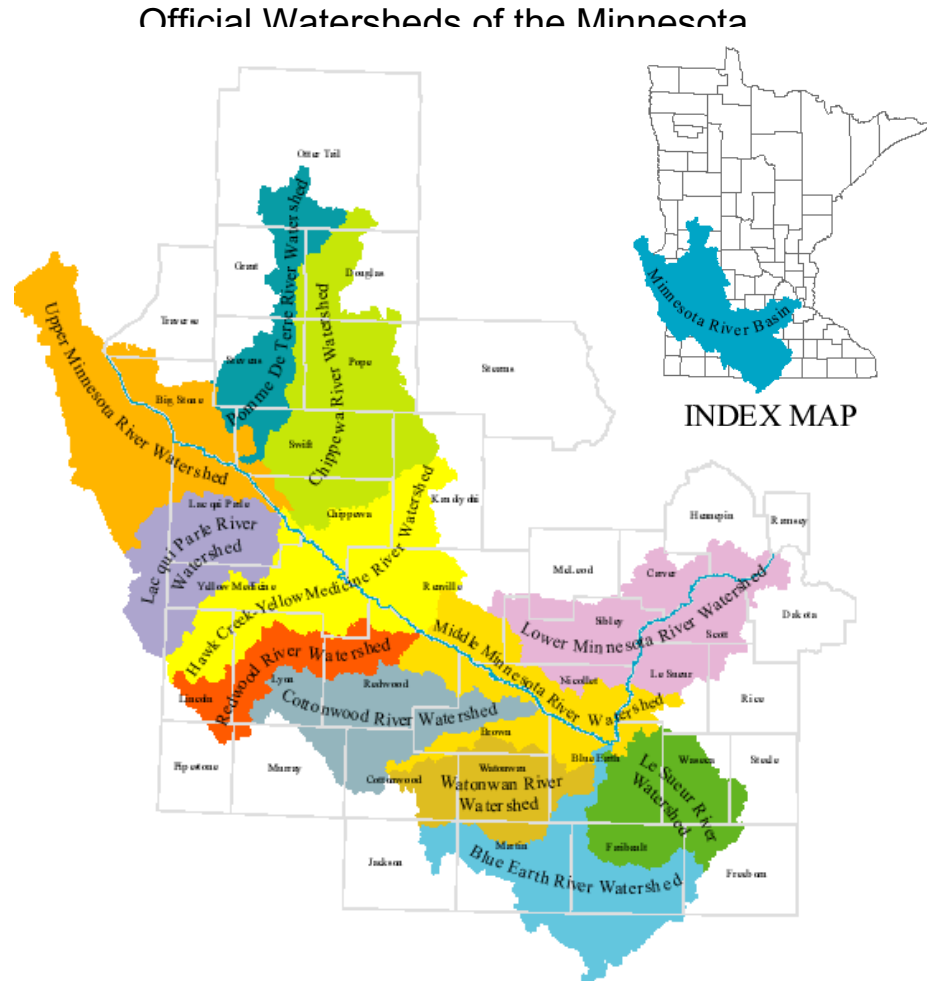 Official Watersheds of the Minnesota
Otter Tail
Grant
Douglas
Traverse
Stevens
Pope
Stearns
Big Stone
Swift
Lac qui Parle
Chippewa
Kandyohi
Yellow Medicine
Renville
McLeod
Hennepin
Ramsey
Carver
Dakota
Sibley
Scott
Nicollet
Le Sueur
Rice
Lincoln
Lyon
Redwood
Brown
Pipestone
Murray
Cottonwood
Watonwan
Blue Earth
Waseca
Steele
Jackson
Martin
Faribault
Freeborn
Pomme De Terre River Watershed
Chippewa River Watershed
Upper Minnesota River Watershed
Lac qui Parle River
Watershed
Hawk Creek-Yellow Medicine River Watershed
Redwood River Watershed
Cottonwood River Watershed
Middle Minnesota River Watershed
Lower Minnesota River Watershed
Watonwan River
Watershed
Le Sueur River
Watershed
Blue Earth River Watershed
Minnesota River Basin
INDEX MAP